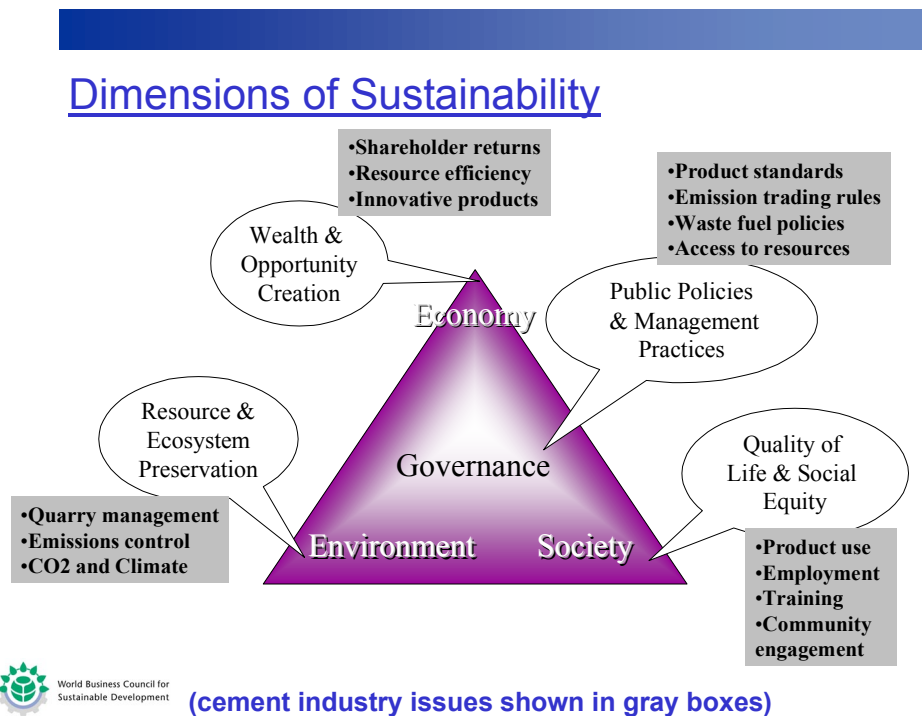 Dimensions of Sustainability
•Shareholder returns
•Resource efficiency
•Innovative products
•Product standards
•Emission trading rules
•Waste fuel policies
•Access to resources
Wealth &
Opportunity
Creation
Public Policies
& Management
Practices
Economy
Resource &
Ecosystem
Preservation
Quality of
Life & Social
Equity
Governance
•Quarry management
•Emissions control
•CO2 and Climate
Environment
Society
•Product use
•Employment
•Training
•Community
engagement
World Business Council for
Sustainable Development
(cement industry issues shown in gray boxes)